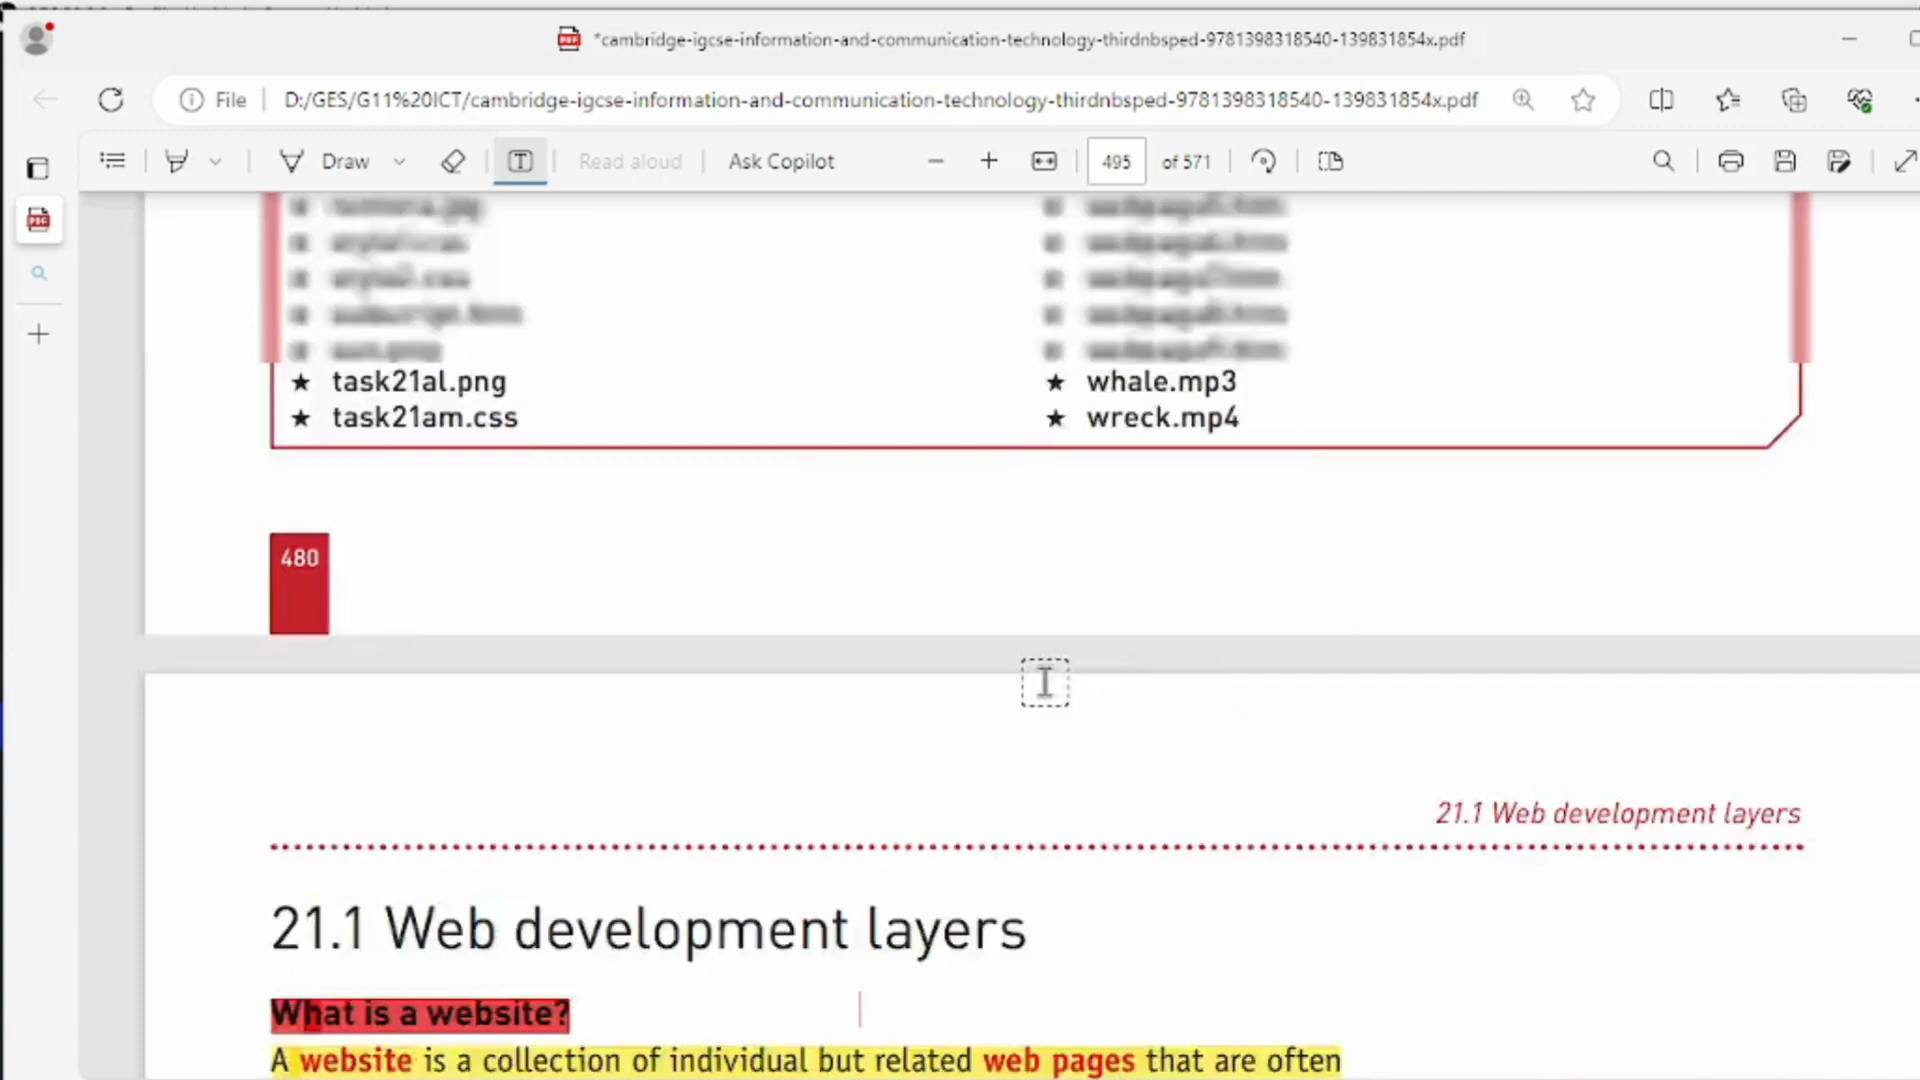 *cambridge-igcse-information-and-communication-technology-thirdnbsped-9781398318540-139831854x.pdf
File D:/GES/G11%20ICT/cambridge-igcse-information-and-communication-technology-thirdnbsped-9781398318540-139831854x.pdf
Draw Read aloud Ask Copilot 495 of 571
★ task21al.png ★ whale.mp3
★ task21am.css ★ wreck.mp4
480
21.1 Web development layers
21.1 Web development layers
What is a website?
A website is a collection of individual but related web pages that are often